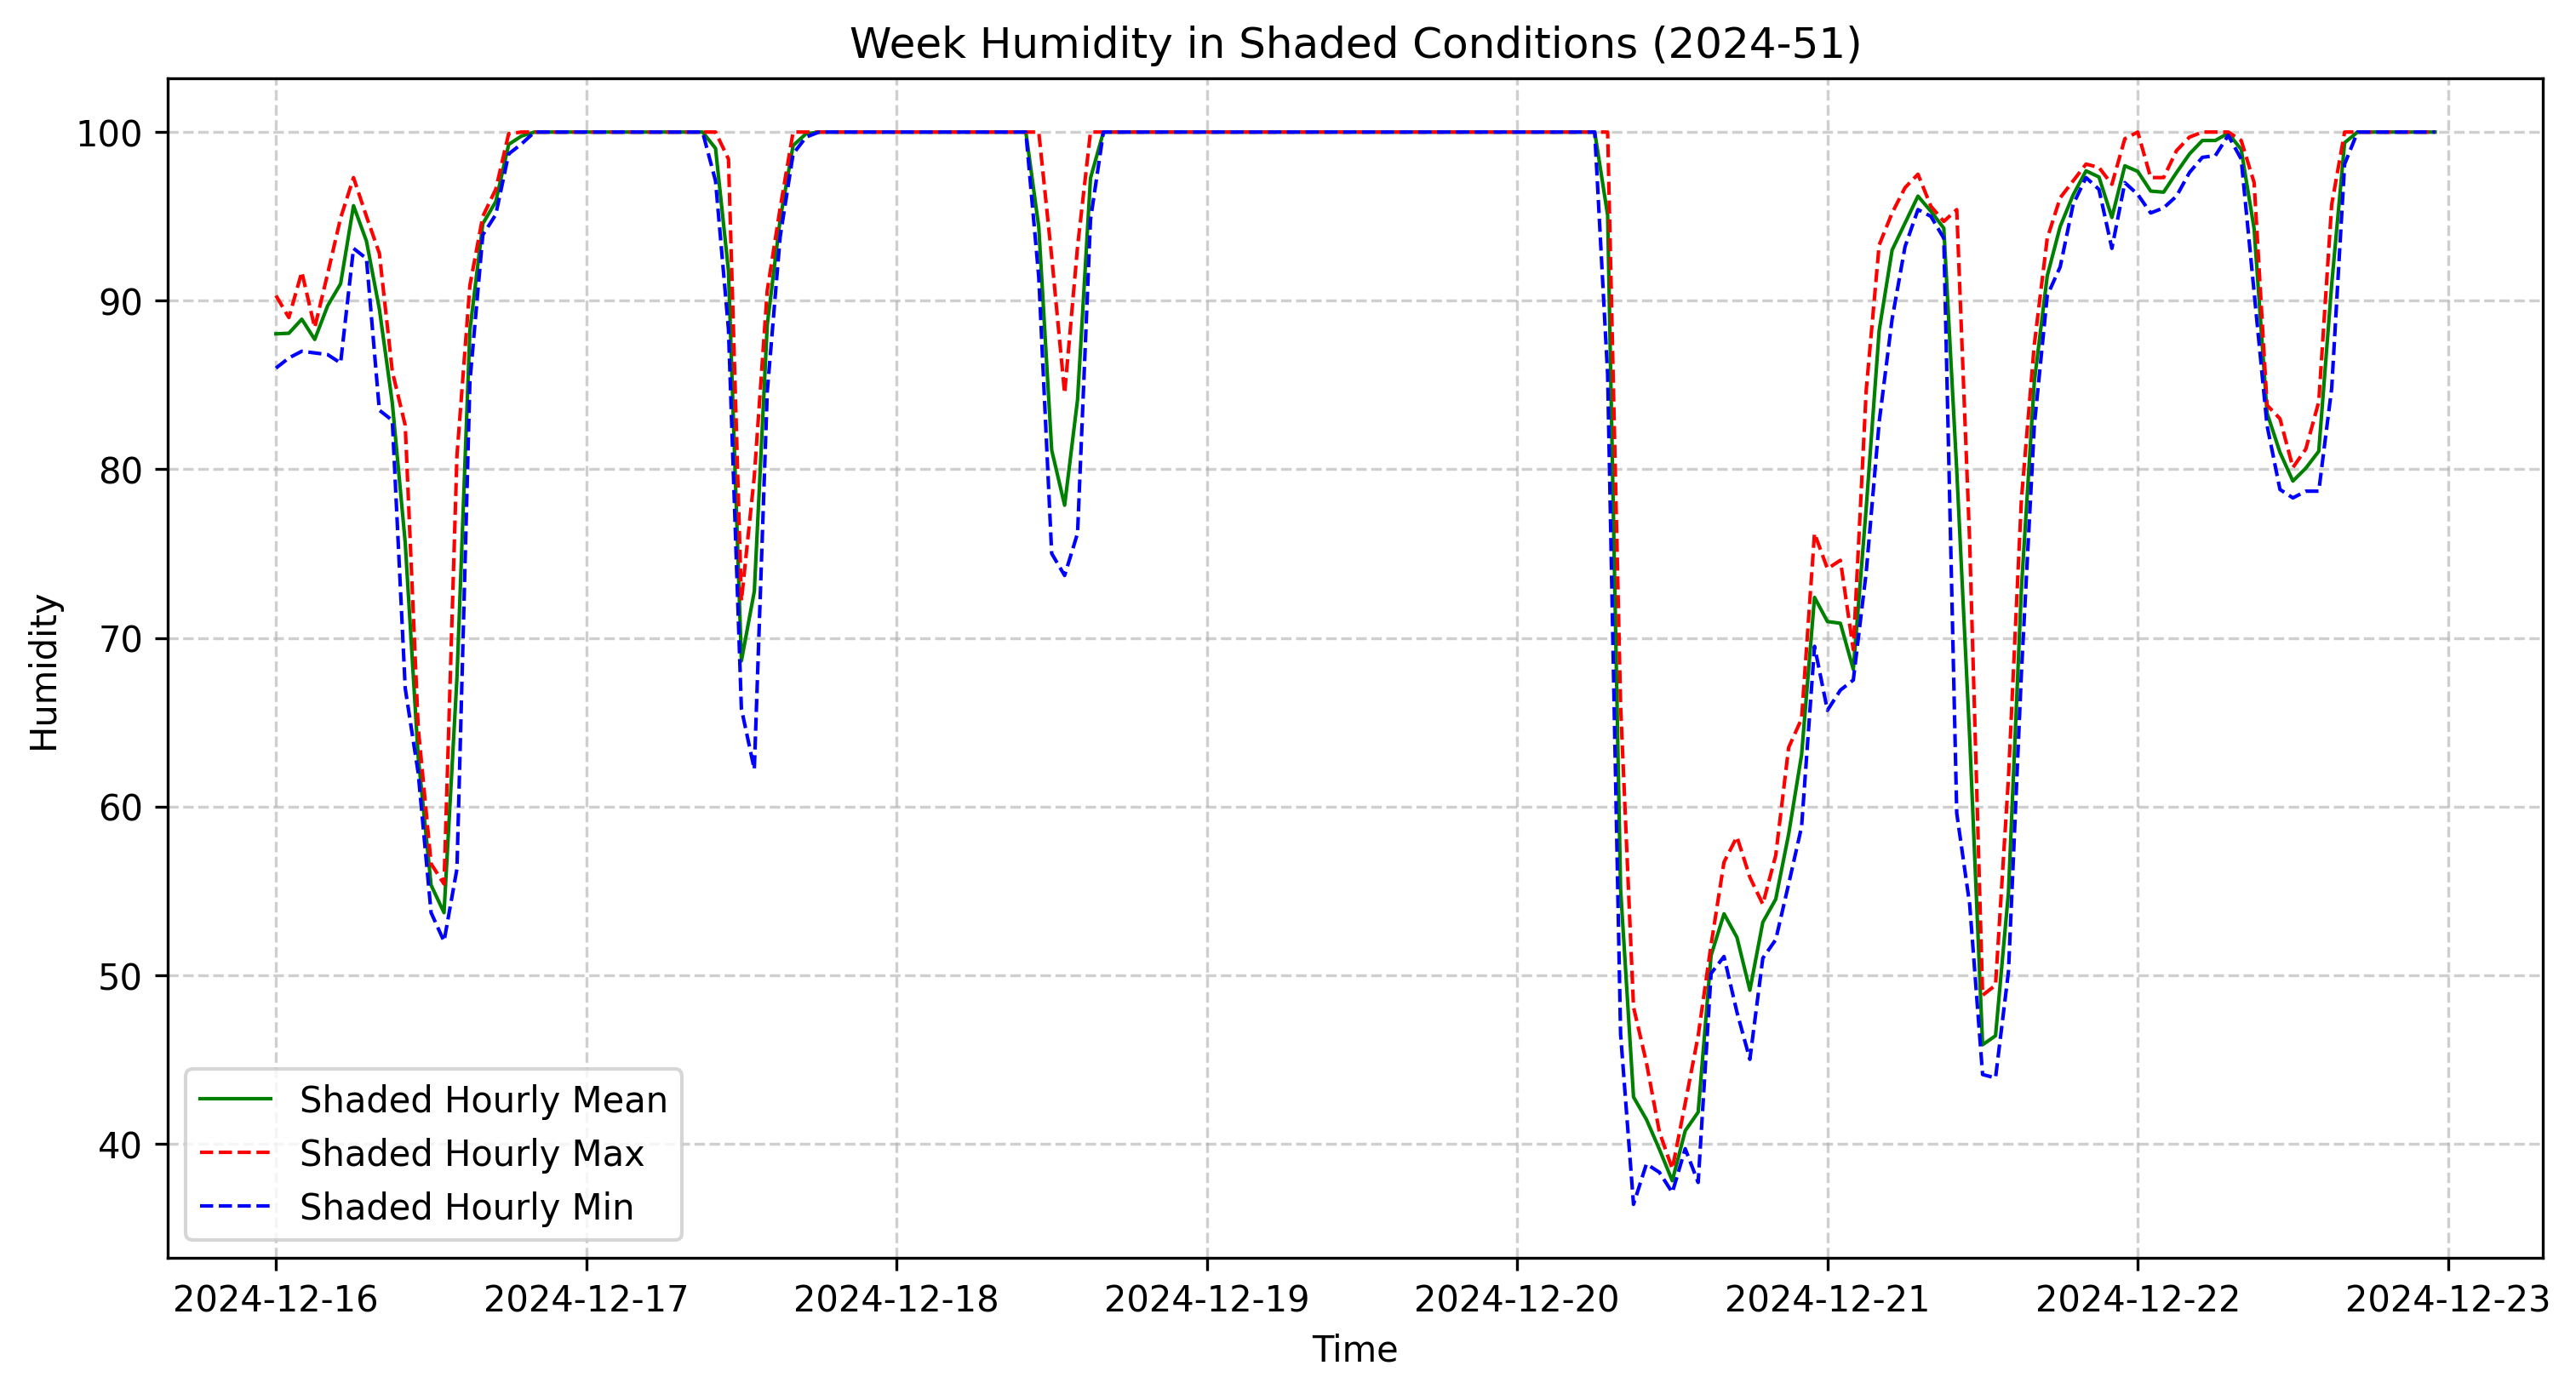 Week Humidity in Shaded Conditions (2024-51)
100
90
80
70
60
50
40
Humidity
Shaded Hourly Mean
Shaded Hourly Max
Shaded Hourly Min
2024-12-16 2024-12-17 2024-12-18 2024-12-19 2024-12-20 2024-12-21 2024-12-22 2024-12-23
Time